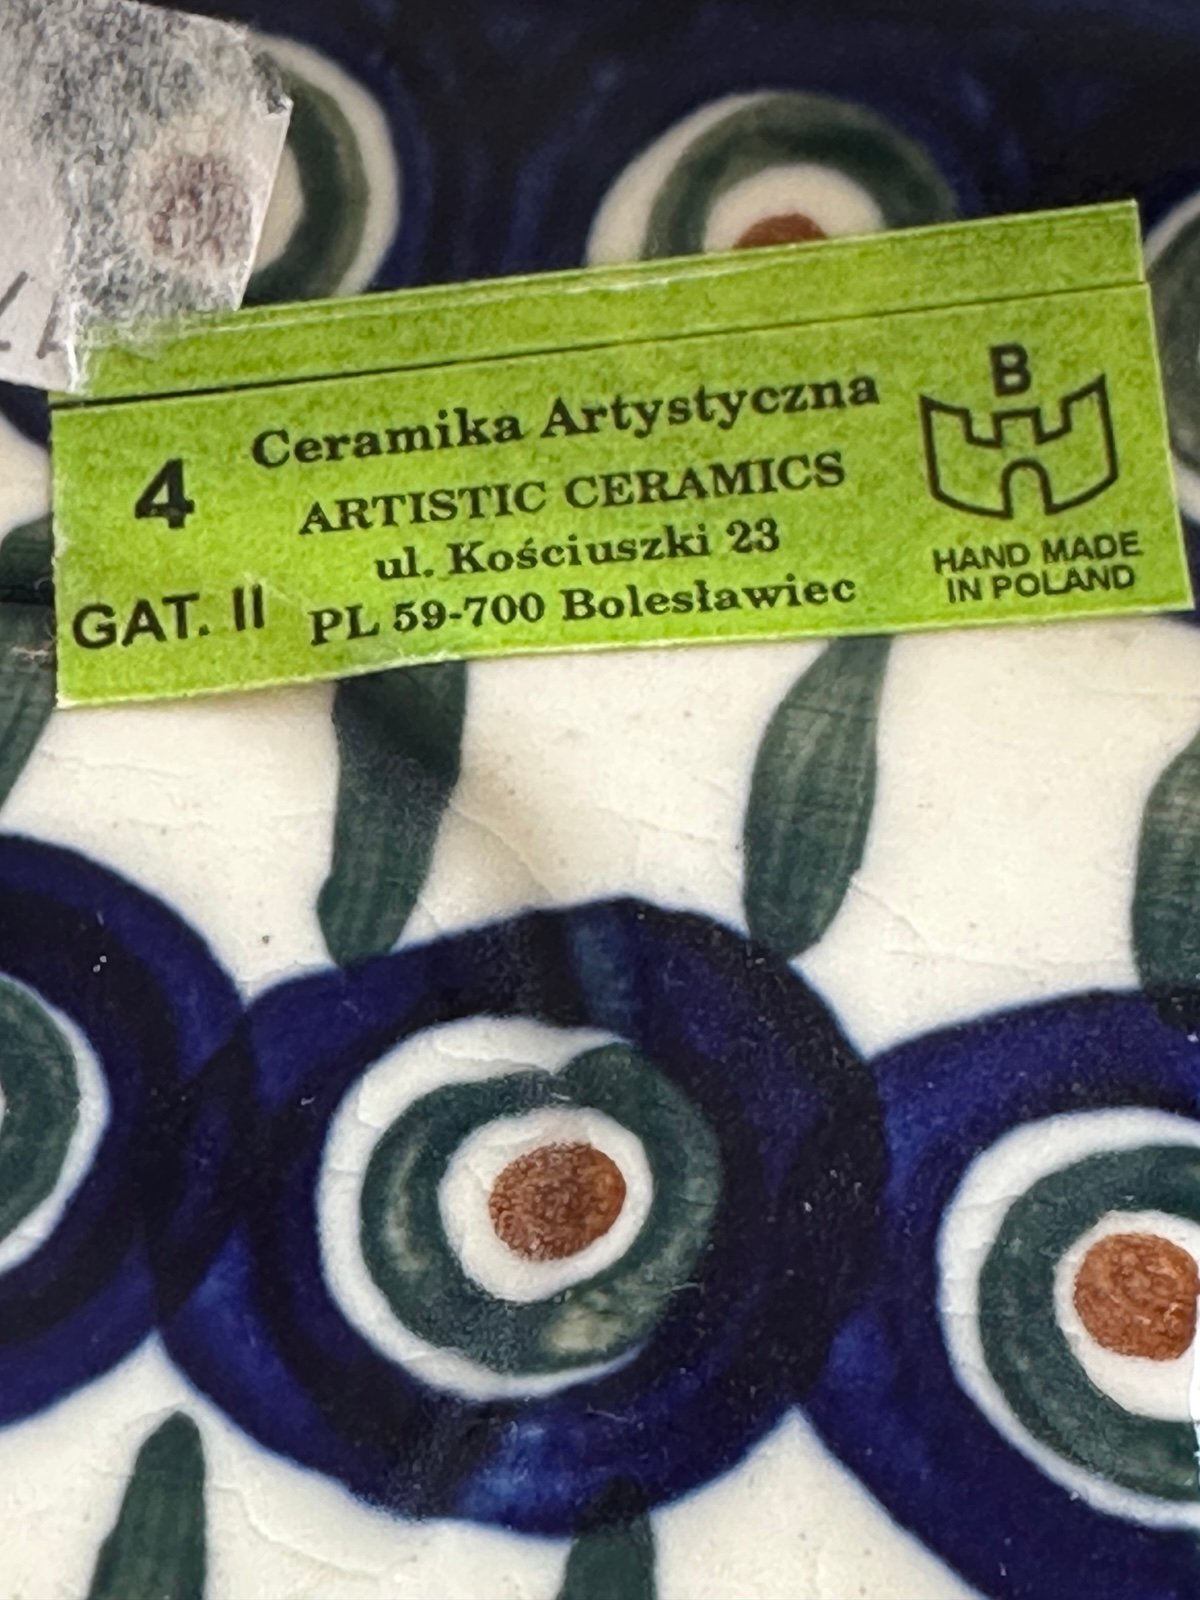 4
GAT. II
Ceramika Artystyczna
ARTISTIC CERAMICS
ul. Kościuszki 23
PL 59-700 Bolesławiec
B
HAND MADE
IN POLAND